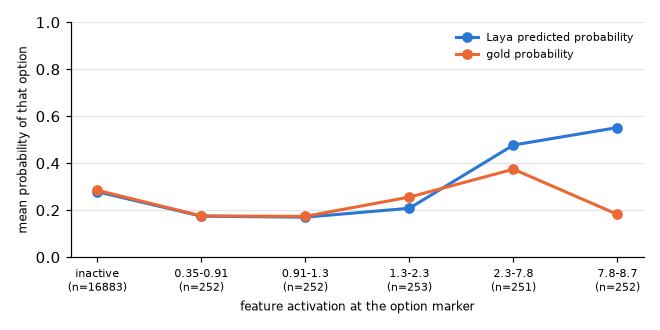 1.0
0.8
0.6
0.4
0.2
0.0
mean probability of that option
Laya predicted probability
gold probability
inactive
(n=16883)
0.35-0.91
(n=252)
0.91-1.3
(n=252)
1.3-2.3
(n=253)
2.3-7.8
(n=251)
7.8-8.7
(n=252)
feature activation at the option marker